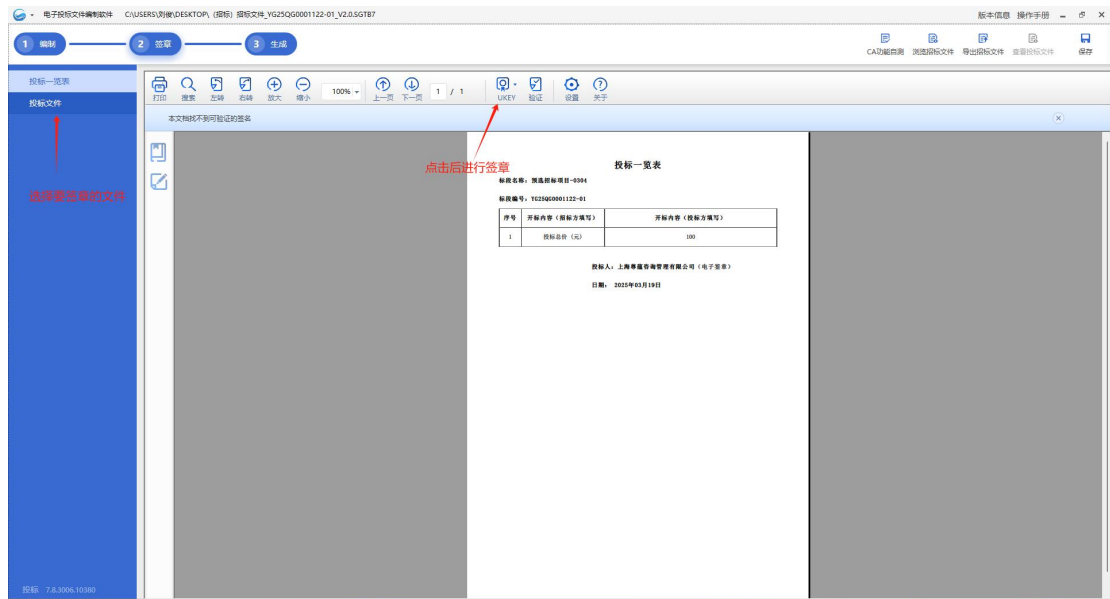 电子投标文件编制软件 C:\USERS\刘俊\DESKTOP\（招标）招标文件_YG25QG0001122-01_V2.0.SGTB7 版本信息 操作手册
1 编制 2 签章 3 生成
CA功能自测 浏览招标文件 导出招标文件 查看投标文件 保存
投标一览表
投标文件
打印 搜索 左转 右转 放大 缩小 100% 上一页 下一页 1 / 1 UKEY 验证 设置 关于
本文档找不到可验证的签名
点击后进行签章
选择要签章的文件
投标一览表
标段名称：预选招标项目-0304
标段编号：YG25QG0001122-01
序号 开标内容（招标方填写） 开标内容（投标方填写）
1 投标总价（元） 100
投标人：上海尊蕴咨询管理有限公司（电子签章）
日期： 2025年03月19日
投标 7.8.3006.10380